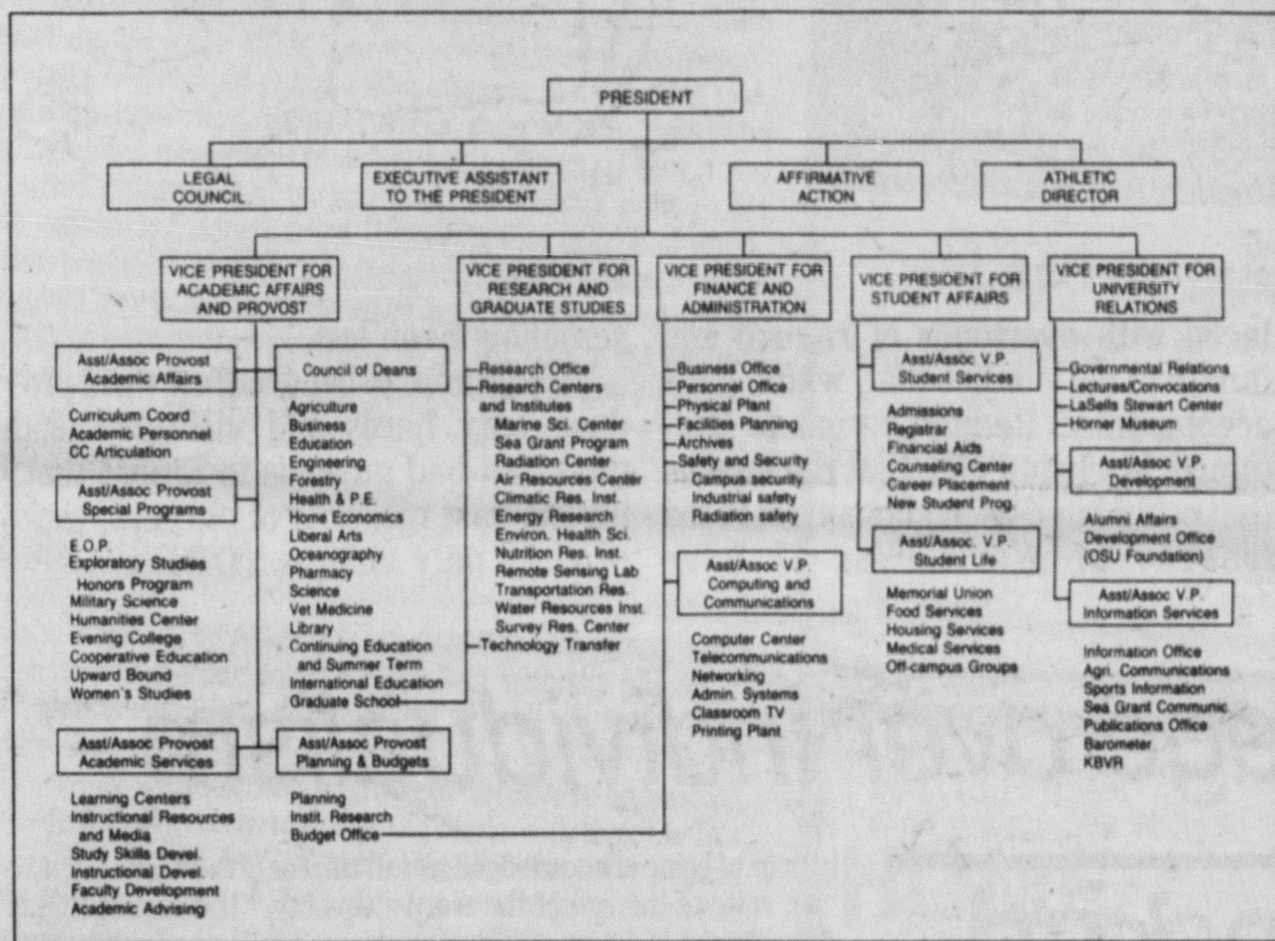 PRESIDENT
LEGAL
COUNCIL
EXECUTIVE ASSISTANT
TO THE PRESIDENT
AFFIRMATIVE
ACTION
ATHLETIC
DIRECTOR
VICE PRESIDENT FOR
ACADEMIC AFFAIRS
AND PROVOST
Asst/Assoc Provost
Academic Affairs
Curriculum Coord
Academic Personnel
CC Articulation
Asst/Assoc Provost
Special Programs
E.O.P.
Exploratory Studies
Honors Program
Military Science
Humanities Center
Evening College
Cooperative Education
Upward Bound
Women's Studies
Asst/Assoc Provost
Academic Services
Learning Centers
Instructional Resources
and Media
Study Skills Devel.
Instructional Devel.
Faculty Development
Academic Advising
Council of Deans
Agriculture
Business
Education
Engineering
Forestry
Health & P.E.
Home Economics
Liberal Arts
Oceanography
Pharmacy
Science
Vet Medicine
Library
Continuing Education
and Summer Term
International Education
Graduate School
Asst/Assoc Provost
Planning & Budgets
Planning
Instit. Research
Budget Office
VICE PRESIDENT FOR
RESEARCH AND
GRADUATE STUDIES
Research Office
Research Centers
and Institutes
Marine Sci. Center
Sea Grant Program
Radiation Center
Air Resources Center
Climatic Res. Inst.
Energy Research
Environ. Health Sci.
Nutrition Res. Inst.
Remote Sensing Lab
Transportation Res.
Water Resources Inst.
Survey Res. Center
Technology Transfer
VICE PRESIDENT FOR
FINANCE AND
ADMINISTRATION
Business Office
Personnel Office
Physical Plant
Facilities Planning
Archives
Safety and Security
Campus security
Industrial safety
Radiation safety
Asst/Assoc V.P.
Computing and
Communications
Computer Center
Telecommunications
Networking
Admin. Systems
Classroom TV
Printing Plant
VICE PRESIDENT FOR
STUDENT AFFAIRS
Asst/Assoc V.P.
Student Services
Admissions
Registrar
Financial Aids
Counseling Center
Career Placement
New Student Prog.
Asst/Assoc. V.P.
Student Life
Memorial Union
Food Services
Housing Services
Medical Services
Off-campus Groups
VICE PRESIDENT FOR
UNIVERSITY
RELATIONS
Governmental Relations
Lectures/Convocations
LaSells Stewart Center
Horner Museum
Asst/Assoc V.P.
Development
Alumni Affairs
Development Office
(OSU Foundation)
Asst/Assoc V.P.
Information Services
Information Office
Agri. Communications
Sports Information
Sea Grant Communic.
Publications Office
Barometer
KBVR